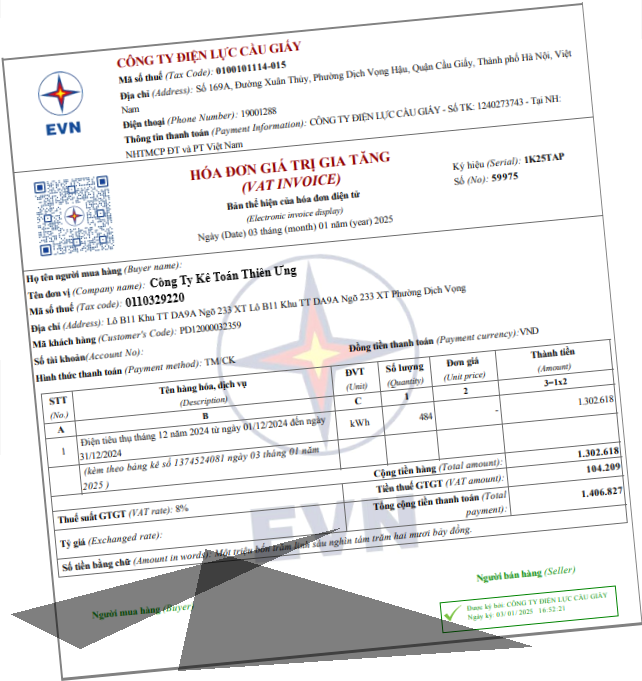 CÔNG TY ĐIỆN LỰC CẦU GIẤY
Mã số thuế (Tax Code): 0100101114-015
Địa chỉ (Address): Số 169A, Đường Xuân Thủy, Phường Dịch Vọng Hậu, Quận Cầu Giấy, Thành phố Hà Nội, Việt
Nam
Điện thoại (Phone Number): 19001288
Thông tin thanh toán (Payment Information): CÔNG TY ĐIỆN LỰC CẦU GIẤY - Số TK: 1240273743 - Tại NH:
NHTMCP ĐT và PT Việt Nam
EVN
HÓA ĐƠN GIÁ TRỊ GIA TĂNG
(VAT INVOICE)
Bản thể hiện của hóa đơn điện tử
(Electronic invoice display)
Ngày (Date) 03 tháng (month) 01 năm (year) 2025
Ký hiệu (Serial): 1K25TAP
Số (No): 59975
Họ tên người mua hàng (Buyer name):
Tên đơn vị (Company name): Công Ty Kê Toán Thiên Ưng
Mã số thuế (Tax code): 0110329220
Địa chỉ (Address): Lô B11 Khu TT DA9A Ngõ 233 XT Lô B11 Khu TT DA9A Ngõ 233 XT Phường Dịch Vọng
Mã khách hàng (Customer's Code): PD12000032359
Số tài khoản(Account No):
Hình thức thanh toán (Payment method): TM/CK
Đồng tiền thanh toán (Payment currency):VND
STT
(No.)
Tên hàng hóa, dịch vụ
(Description)
ĐVT
(Unit)
Số lượng
(Quantity)
Đơn giá
(Unit price)
Thành tiền
(Amount)
A
B
C
1
2
3=1x2
1
Điện tiêu thụ tháng 12 năm 2024 từ ngày 01/12/2024 đến ngày
31/12/2024
kWh
484
-
1.302.618
(kèm theo bảng kê số 1374524081 ngày 03 tháng 01 năm
2025 )
Cộng tiền hàng (Total amount):
1.302.618
Thuế suất GTGT (VAT rate): 8%
Tiền thuế GTGT (VAT amount):
104.209
Tỷ giá (Exchanged rate):
Tổng cộng tiền thanh toán (Total
payment):
1.406.827
EVN
Số tiền bằng chữ (Amount in words): Một triệu bốn trăm linh sáu nghìn tám trăm hai mươi bảy đồng.
Người mua hàng (Buyer)
Người bán hàng (Seller)
Được ký bởi: CÔNG TY ĐIỆN LỰC CẦU GIẤY
Ngày ký: 03/01/2025 16:52:21